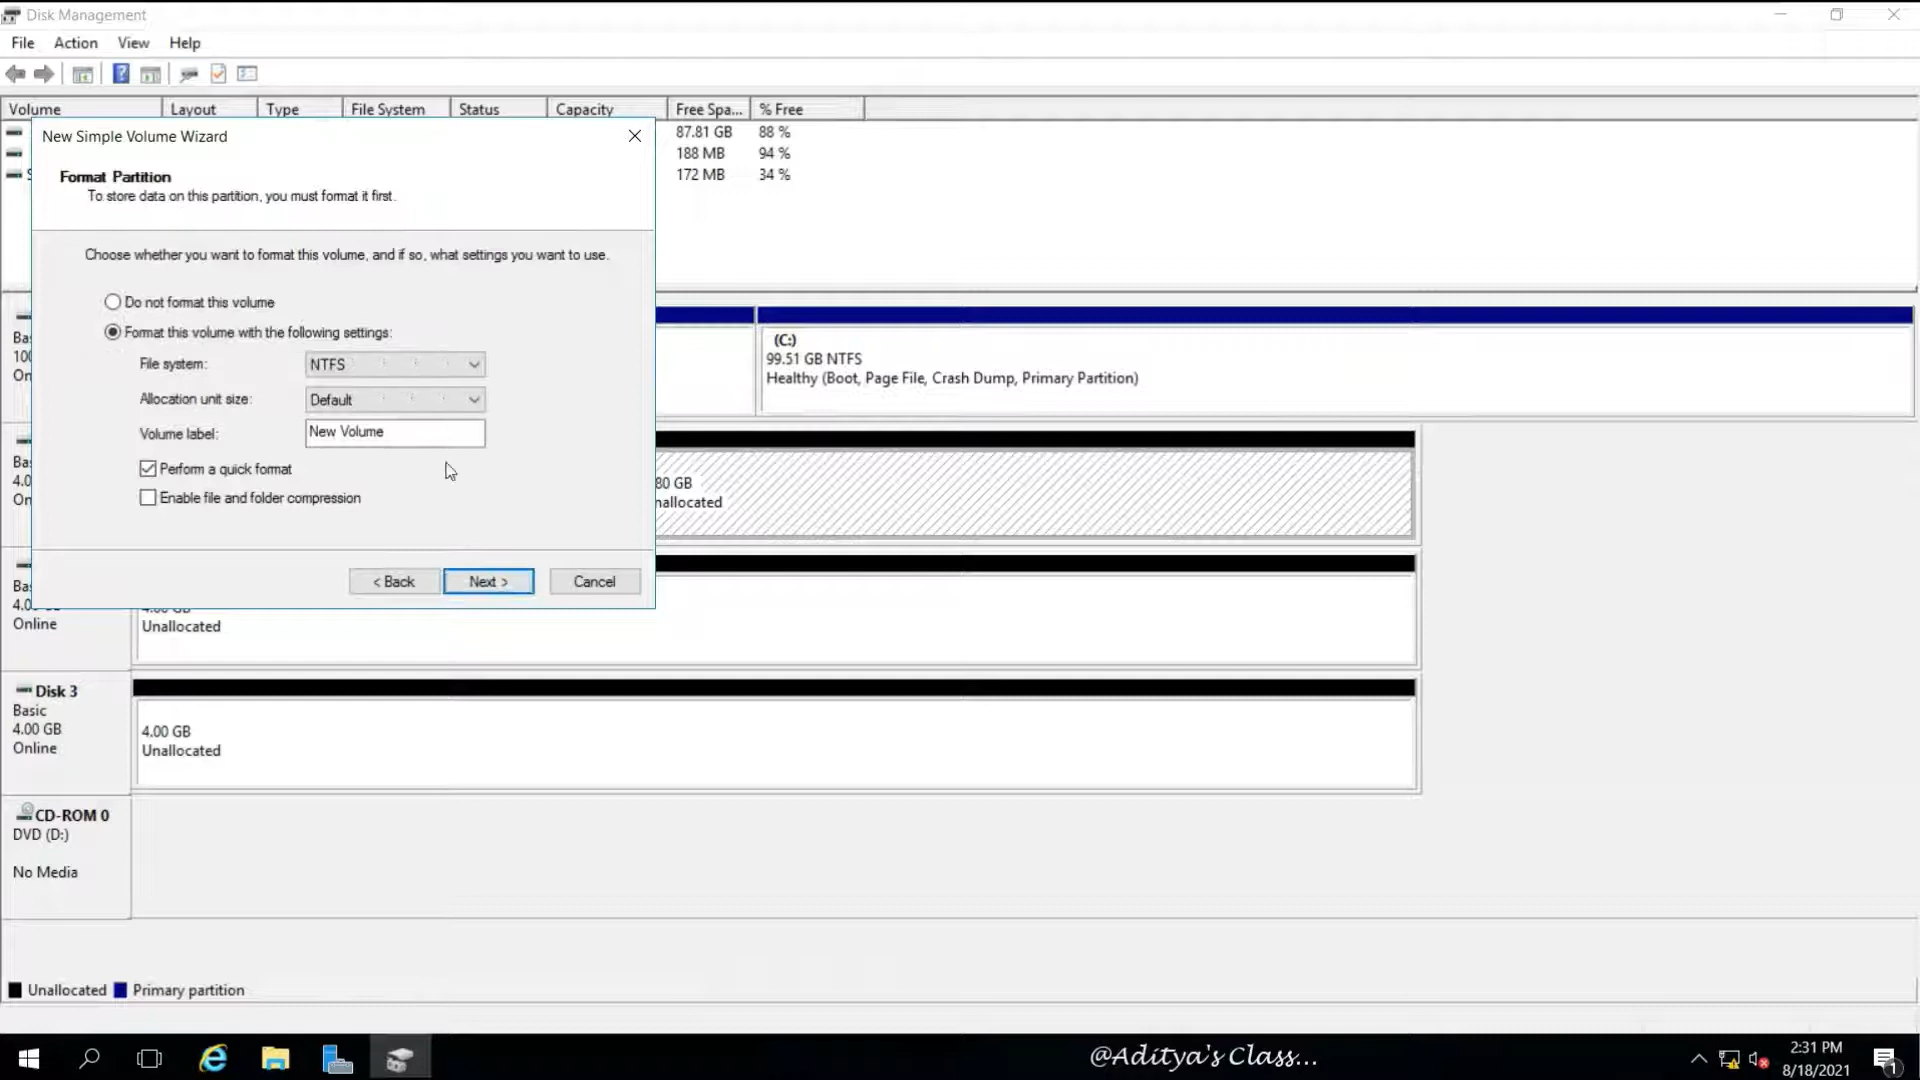 Disk Management
File Action View Help
Volume Layout Type File System Status Capacity Free Spa... % Free
87.81 GB 88 %
188 MB 94 %
172 MB 34 %
New Simple Volume Wizard
Format Partition
To store data on this partition, you must format it first.
Choose whether you want to format this volume, and if so, what settings you want to use.
Do not format this volume
Format this volume with the following settings:
File system: NTFS
Allocation unit size: Default
Volume label: New Volume
Perform a quick format
Enable file and folder compression
< Back Next > Cancel
(C:)
99.51 GB NTFS
Healthy (Boot, Page File, Crash Dump, Primary Partition)
80 GB
nallocated
Online
Unallocated
Disk 3
Basic
4.00 GB
Online
4.00 GB
Unallocated
CD-ROM 0
DVD (D:)
No Media
Unallocated Primary partition
@Aditya's Class...
2:31 PM
8/18/2021
1